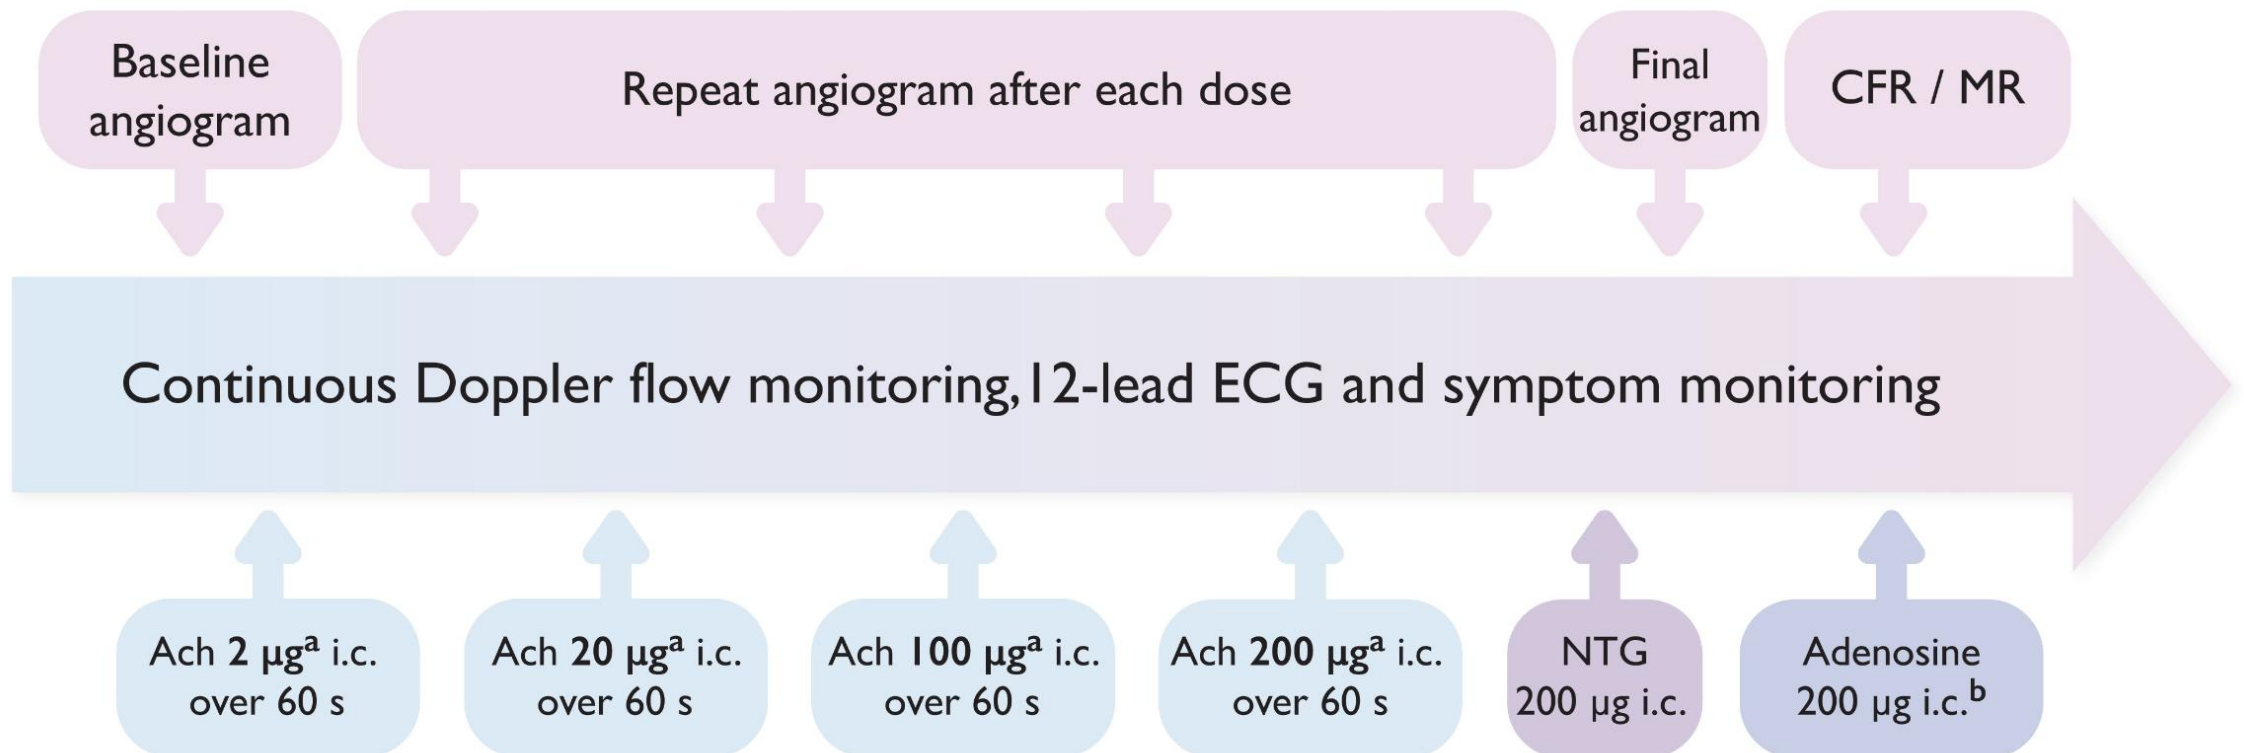 Baseline
angiogram
Repeat angiogram after each dose
Final
angiogram
CFR / MR
Continuous Doppler flow monitoring, 12-lead ECG and symptom monitoring
Ach 2 µgᵃ i.c.
over 60 s
Ach 20 µgᵃ i.c.
over 60 s
Ach 100 µgᵃ i.c.
over 60 s
Ach 200 µgᵃ i.c.
over 60 s
NTG
200 µg i.c.
Adenosine
200 µg i.c.ᵇ